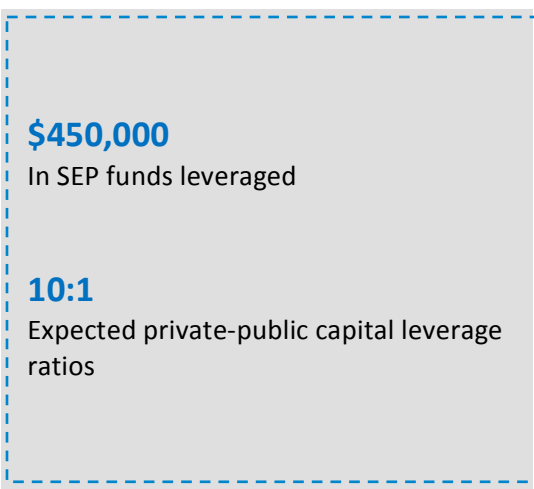 $450,000
In SEP funds leveraged
10:1
Expected private-public capital leverage
ratios